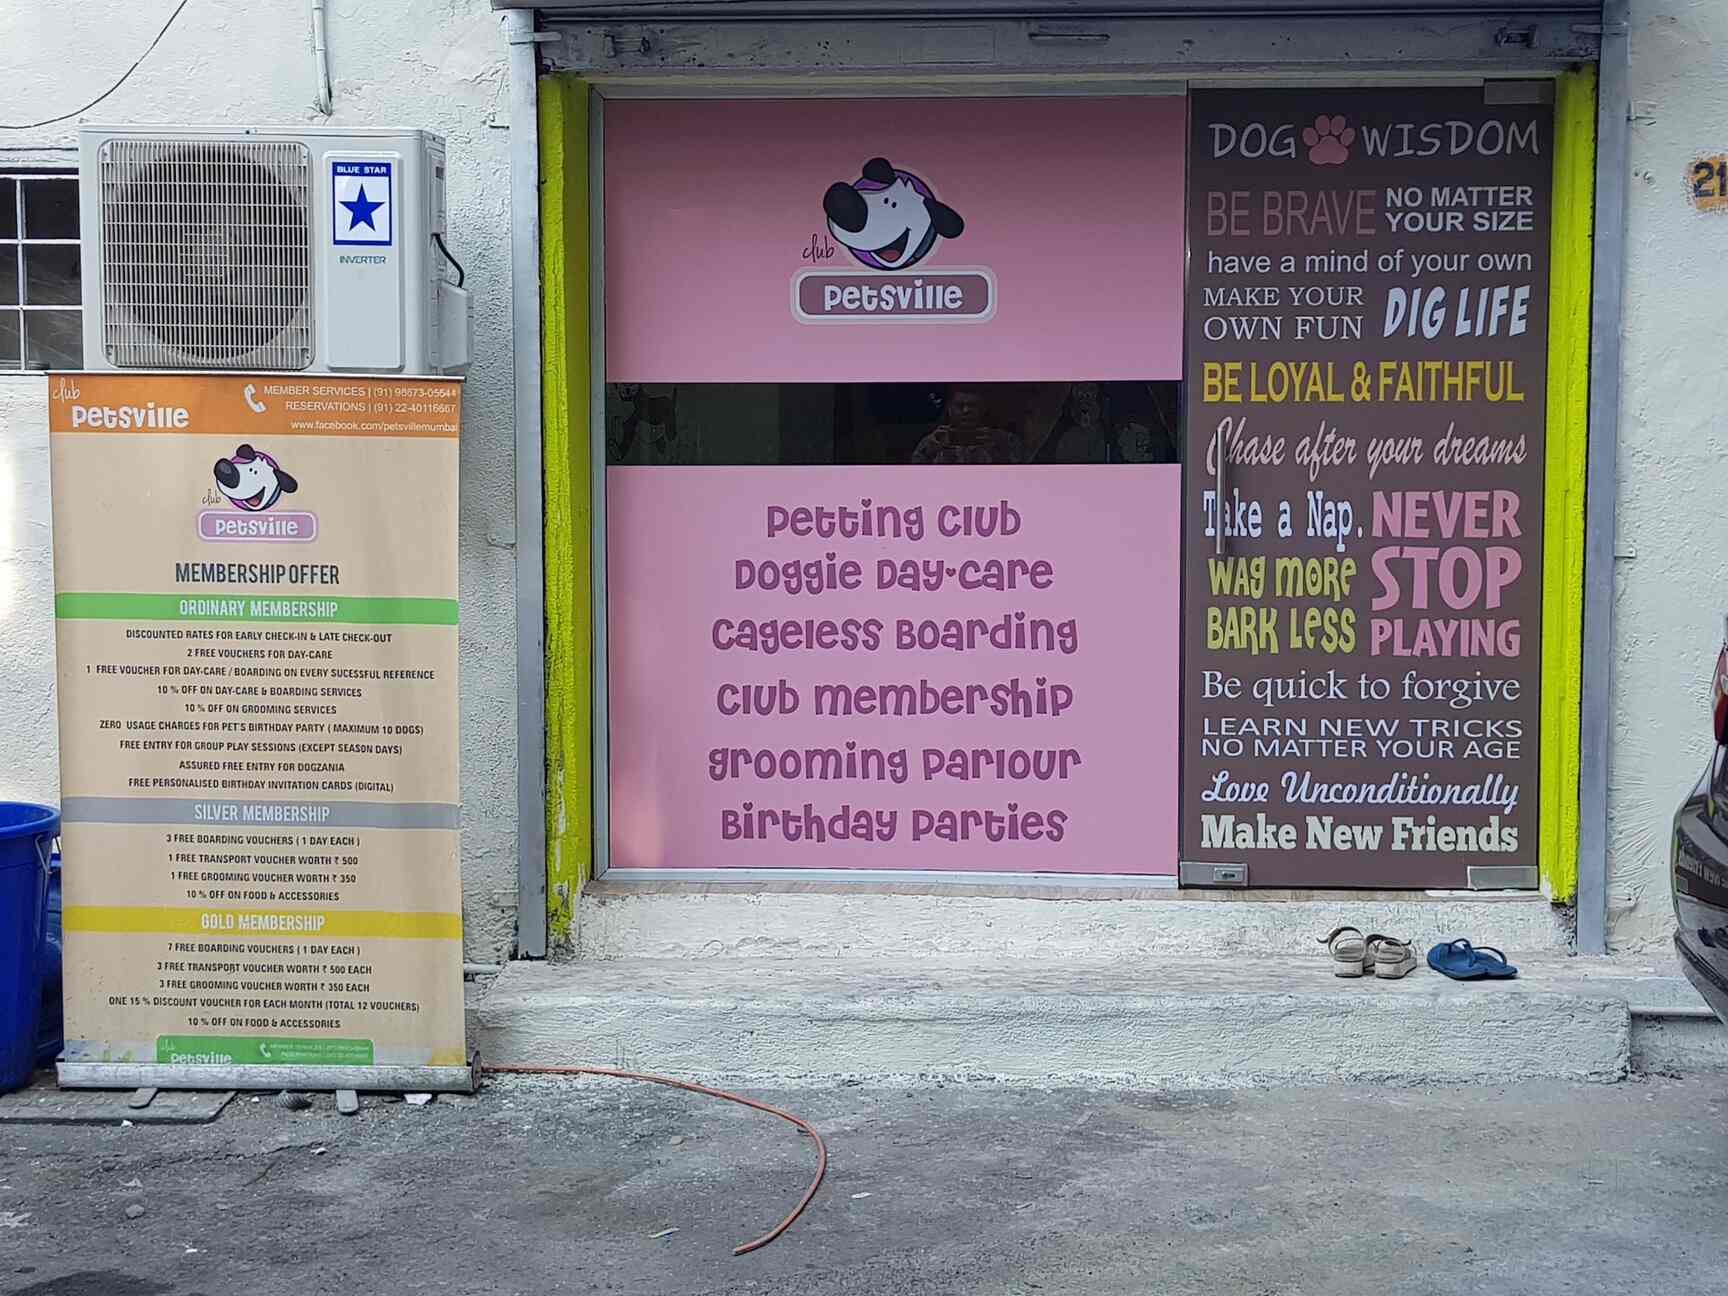 BLUE STAR
INVERTER
club
Petsville
MEMBER SERVICES | (91) 98673-05544
RESERVATIONS | (91) 22-40116667
www.facebook.com/petsvillemumbai
club
Petsville
MEMBERSHIP OFFER
ORDINARY MEMBERSHIP
DISCOUNTED RATES FOR EARLY CHECK-IN & LATE CHECK-OUT
2 FREE VOUCHERS FOR DAY-CARE
1 FREE VOUCHER FOR DAY-CARE / BOARDING ON EVERY SUCESSFUL REFERENCE
10 % OFF ON DAY-CARE & BOARDING SERVICES
10 % OFF ON GROOMING SERVICES
ZERO USAGE CHARGES FOR PET'S BIRTHDAY PARTY ( MAXIMUM 10 DOGS)
FREE ENTRY FOR GROUP PLAY SESSIONS (EXCEPT SEASON DAYS)
ASSURED FREE ENTRY FOR DOGZANIA
FREE PERSONALISED BIRTHDAY INVITATION CARDS (DIGITAL)
SILVER MEMBERSHIP
3 FREE BOARDING VOUCHERS ( 1 DAY EACH )
1 FREE TRANSPORT VOUCHER WORTH ₹ 500
1 FREE GROOMING VOUCHER WORTH ₹ 350
10 % OFF ON FOOD & ACCESSORIES
GOLD MEMBERSHIP
7 FREE BOARDING VOUCHERS ( 1 DAY EACH )
3 FREE TRANSPORT VOUCHER WORTH ₹ 500 EACH
3 FREE GROOMING VOUCHER WORTH ₹ 350 EACH
ONE 15 % DISCOUNT VOUCHER FOR EACH MONTH (TOTAL 12 VOUCHERS)
10 % OFF ON FOOD & ACCESSORIES
club
Petsville
club
Petsville
Petting Club
Doggie Day•Care
Cageless Boarding
Club Membership
Grooming Parlour
Birthday Parties
DOG WISDOM
BE BRAVE NO MATTER YOUR SIZE
have a mind of your own
MAKE YOUR OWN FUN DIG LIFE
BE LOYAL & FAITHFUL
Chase after your dreams
Take a Nap. NEVER
WAG MORE STOP
BARK LESS PLAYING
Be quick to forgive
LEARN NEW TRICKS
NO MATTER YOUR AGE
Love Unconditionally
Make New Friends
21